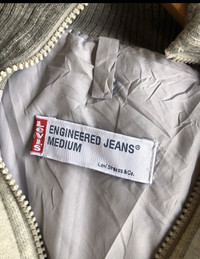 LEVI'S
ENGINEERED JEANS®
MEDIUM
Levi Strauss & Co.